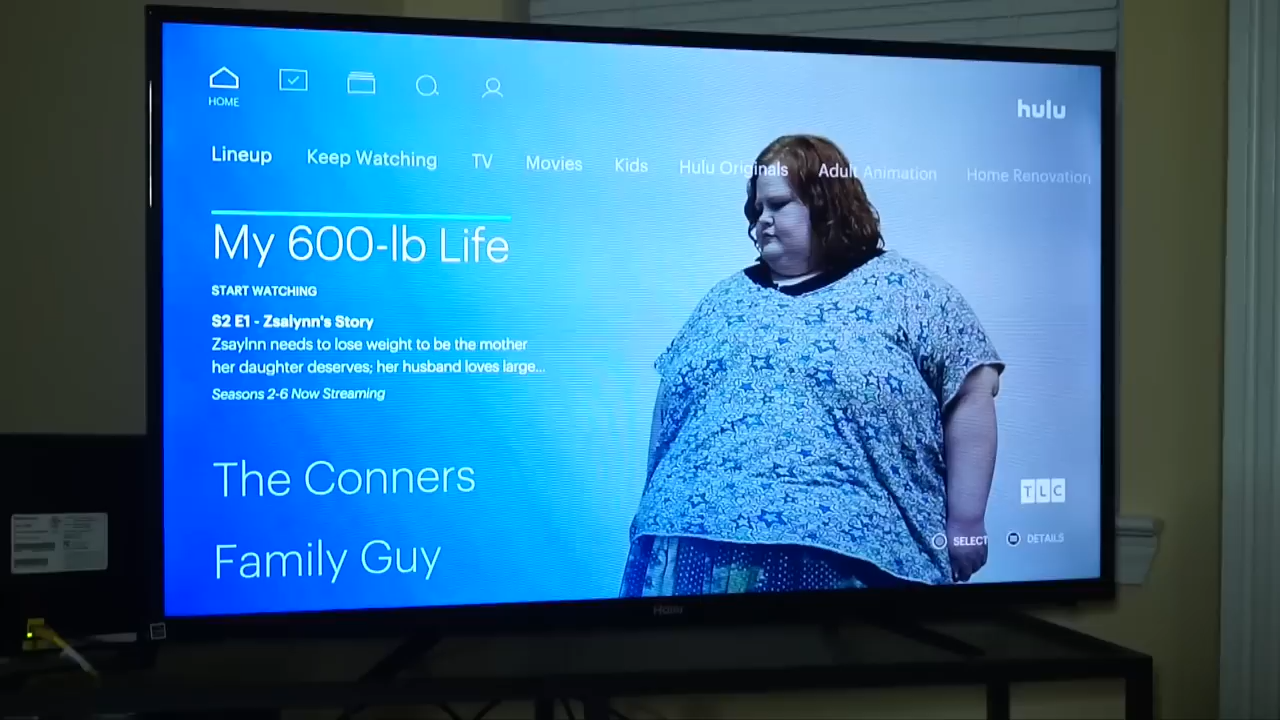 HOME
hulu
Lineup Keep Watching TV Movies Kids Hulu Originals Adult Animation Home Renovation
My 600-lb Life
START WATCHING
S2 E1 - Zsalynn's Story
Zsaylnn needs to lose weight to be the mother
her daughter deserves; her husband loves large...
Seasons 2-6 Now Streaming
The Conners
TLC
SELECT DETAILS
Family Guy
Haier